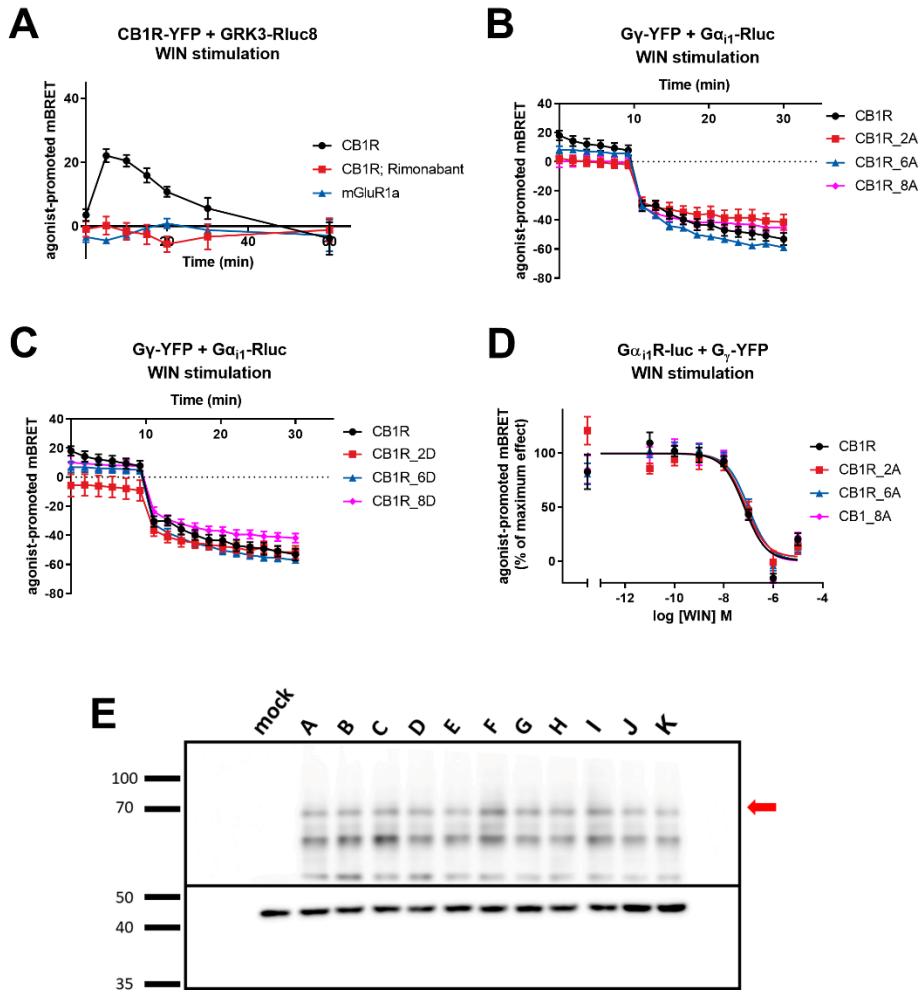 A
CB1R-YFP + GRK3-Rluc8
WIN stimulation
agonist-promoted mBRET
40
20
0
20
40
60
Time (min)
CB1R
CB1R; Rimonabant
mGluR1a
B
Gγ-YFP + Gαi1-Rluc
WIN stimulation
Time (min)
agonist-promoted mBRET
40
20
0
-20
-40
-60
-80
10
20
30
CB1R
CB1R_2A
CB1R_6A
CB1R_8A
C
Gγ-YFP + Gαi1-Rluc
WIN stimulation
Time (min)
agonist-promoted mBRET
40
20
0
-20
-40
-60
-80
10
20
30
CB1R
CB1R_2D
CB1R_6D
CB1R_8D
D
Gαi1R-luc + Gγ-YFP
WIN stimulation
agonist-promoted mBRET
(% of maximum effect)
100
50
0
-12
-10
-8
-6
-4
log [WIN] M
CB1R
CB1R_2A
CB1R_6A
CB1_8A
E
mock A B C D E F G H I J K
100
70
50
40
35